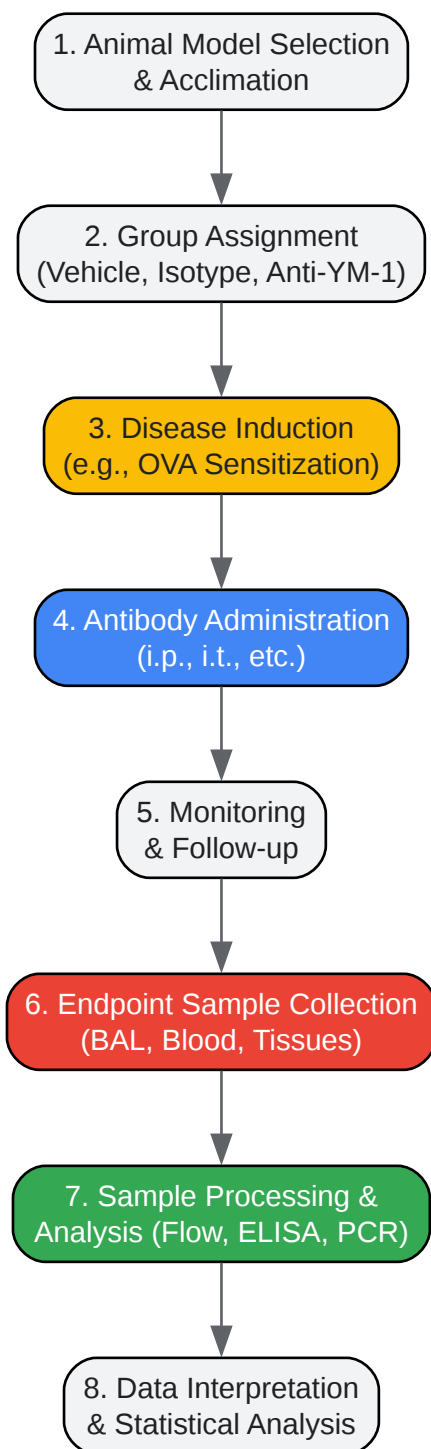 1. Animal Model Selection
& Acclimation
2. Group Assignment
(Vehicle, Isotype, Anti-YM-1)
3. Disease Induction
(e.g., OVA Sensitization)
4. Antibody Administration
(i.p., i.t., etc.)
5. Monitoring
& Follow-up
6. Endpoint Sample Collection
(BAL, Blood, Tissues)
7. Sample Processing &
Analysis (Flow, ELISA, PCR)
8. Data Interpretation
& Statistical Analysis